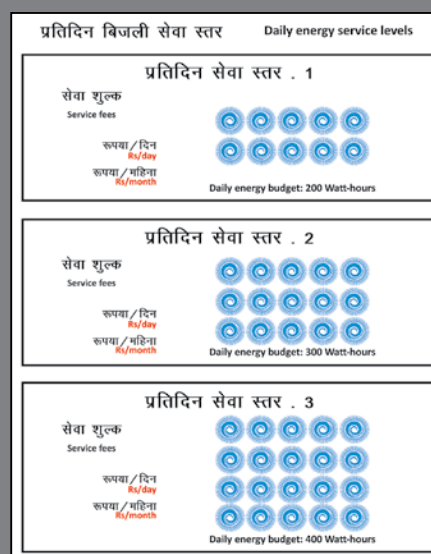 प्रतिदिन बिजली सेवा स्तर Daily energy service levels
प्रतिदिन सेवा स्तर . 1
सेवा शुल्क
Service fees
रूपया/दिन
Rs/day
रूपया/महिना
Rs/month
Daily energy budget: 200 Watt-hours
प्रतिदिन सेवा स्तर . 2
सेवा शुल्क
Service fees
रूपया/दिन
Rs/day
रूपया/महिना
Rs/month
Daily energy budget: 300 Watt-hours
प्रतिदिन सेवा स्तर . 3
सेवा शुल्क
Service fees
रूपया/दिन
Rs/day
रूपया/महिना
Rs/month
Daily energy budget: 400 Watt-hours